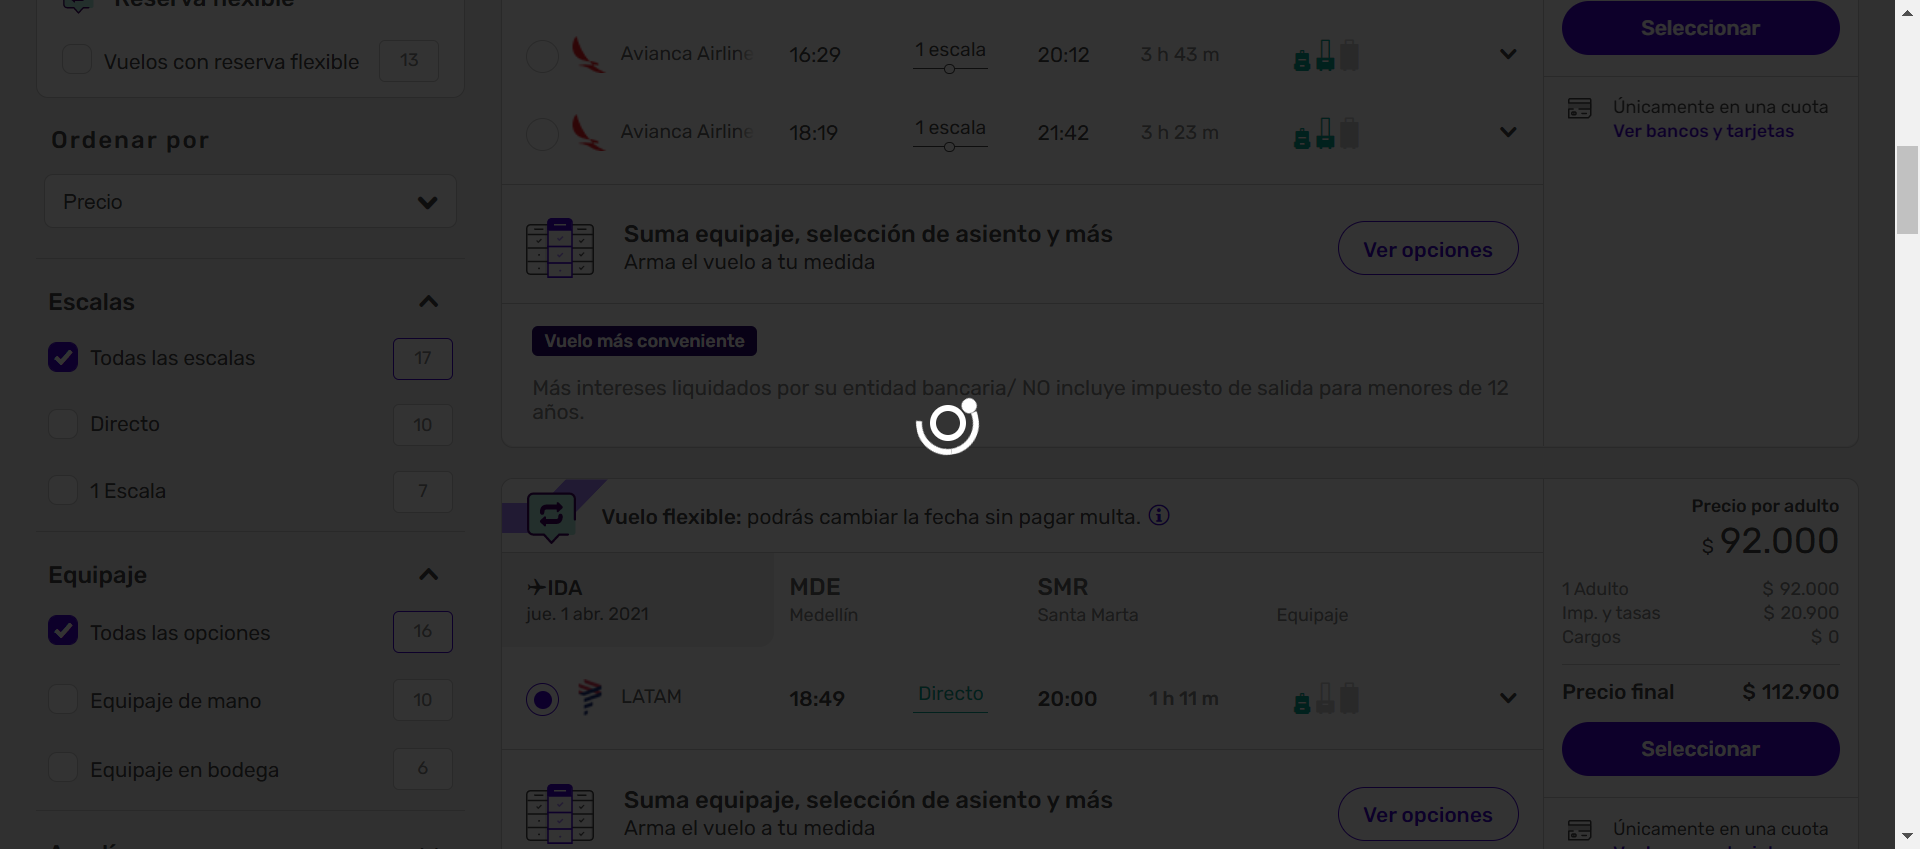 Reserva flexible
Vuelos con reserva flexible
13
Ordenar por
Precio
Escalas
Todas las escalas
17
Directo
10
1 Escala
7
Equipaje
Todas las opciones
16
Equipaje de mano
10
Equipaje en bodega
6
Avianca Airline
16:29
1 escala
20:12
3 h 43 m
Avianca Airline
18:19
1 escala
21:42
3 h 23 m
Suma equipaje, selección de asiento y más
Arma el vuelo a tu medida
Ver opciones
Vuelo más conveniente
Más intereses liquidados por su entidad bancaria/ NO incluye impuesto de salida para menores de 12
años.
Seleccionar
Únicamente en una cuota
Ver bancos y tarjetas
Vuelo flexible: podrás cambiar la fecha sin pagar multa.
IDA
jue. 1 abr. 2021
MDE
Medellín
SMR
Santa Marta
Equipaje
LATAM
18:49
Directo
20:00
1 h 11 m
Suma equipaje, selección de asiento y más
Arma el vuelo a tu medida
Ver opciones
Precio por adulto
$ 92.000
1 Adulto $ 92.000
Imp. y tasas $ 20.900
Cargos $ 0
Precio final $ 112.900
Seleccionar
Únicamente en una cuota